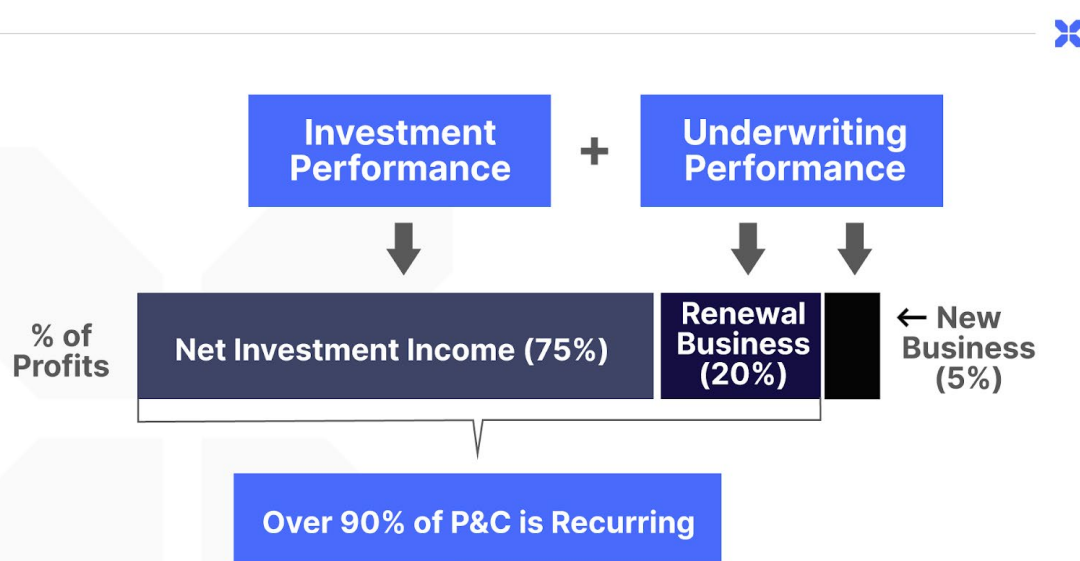 Investment
Performance
+
Underwriting
Performance
% of
Profits
Net Investment Income (75%)
Renewal
Business
(20%)
← New
Business
(5%)
Over 90% of P&C is Recurring